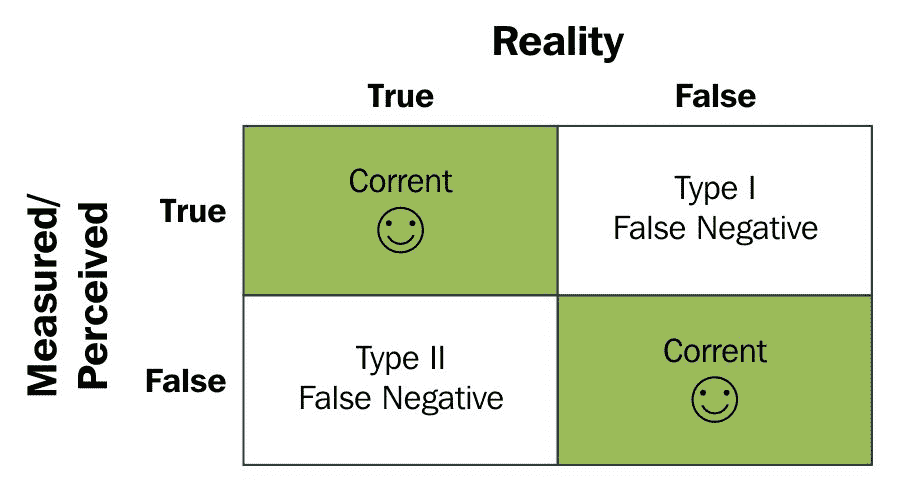 Reality
True
False
Measured/
Perceived
True
Corrent
Type I
False Negative
False
Type II
False Negative
Corrent